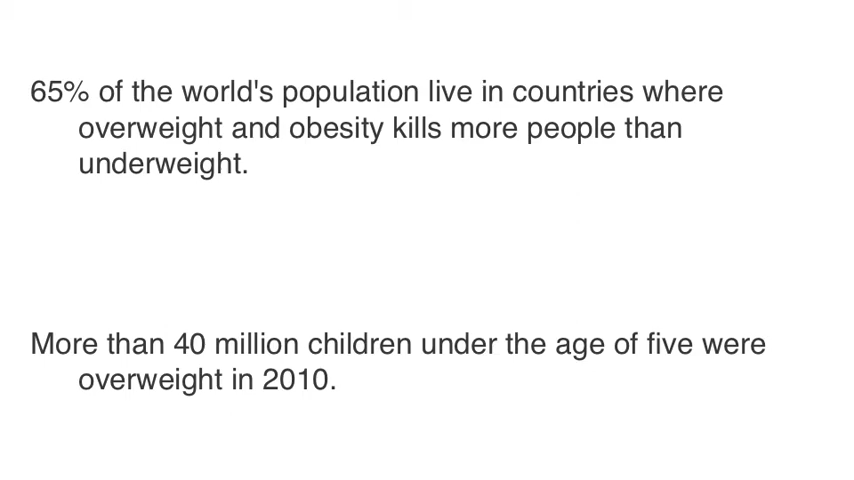 65% of the world's population live in countries where
overweight and obesity kills more people than
underweight.
More than 40 million children under the age of five were
overweight in 2010.